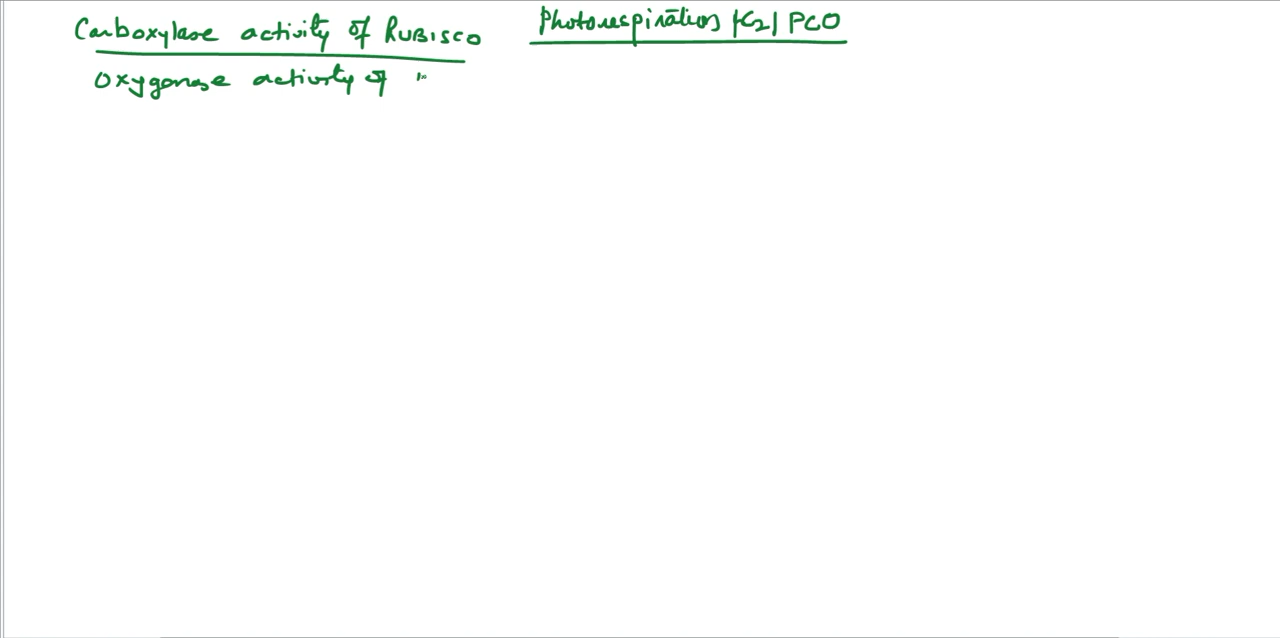 Carboxylase activity of RUBISCO
Oxygenase activity of "
Photorespiration | C2 | PCO